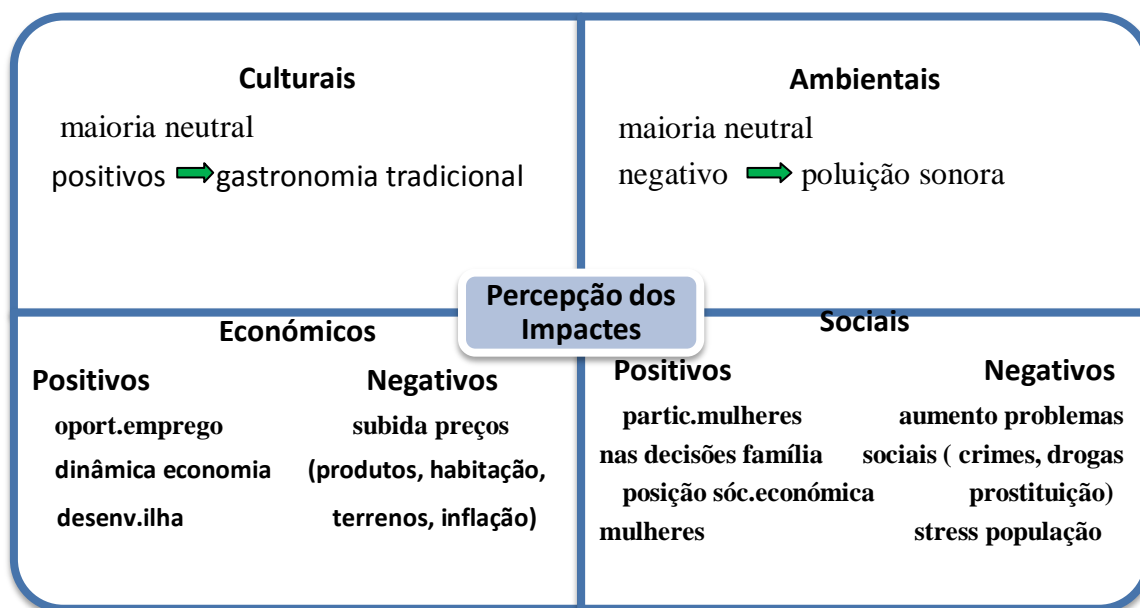 Culturais
maioria neutral
positivos gastronomia tradicional
Ambientais
maioria neutral
negativo poluição sonora
Percepção dos
Impactes
Económicos
Positivos
oport.emprego
dinâmica economia
desenv.ilha
Negativos
subida preços
(produtos, habitação,
terrenos, inflação)
Sociais
Positivos
partic.mulheres
nas decisões família
posição sóc.económica
mulheres
Negativos
aumento problemas
sociais ( crimes, drogas
prostituição)
stress população